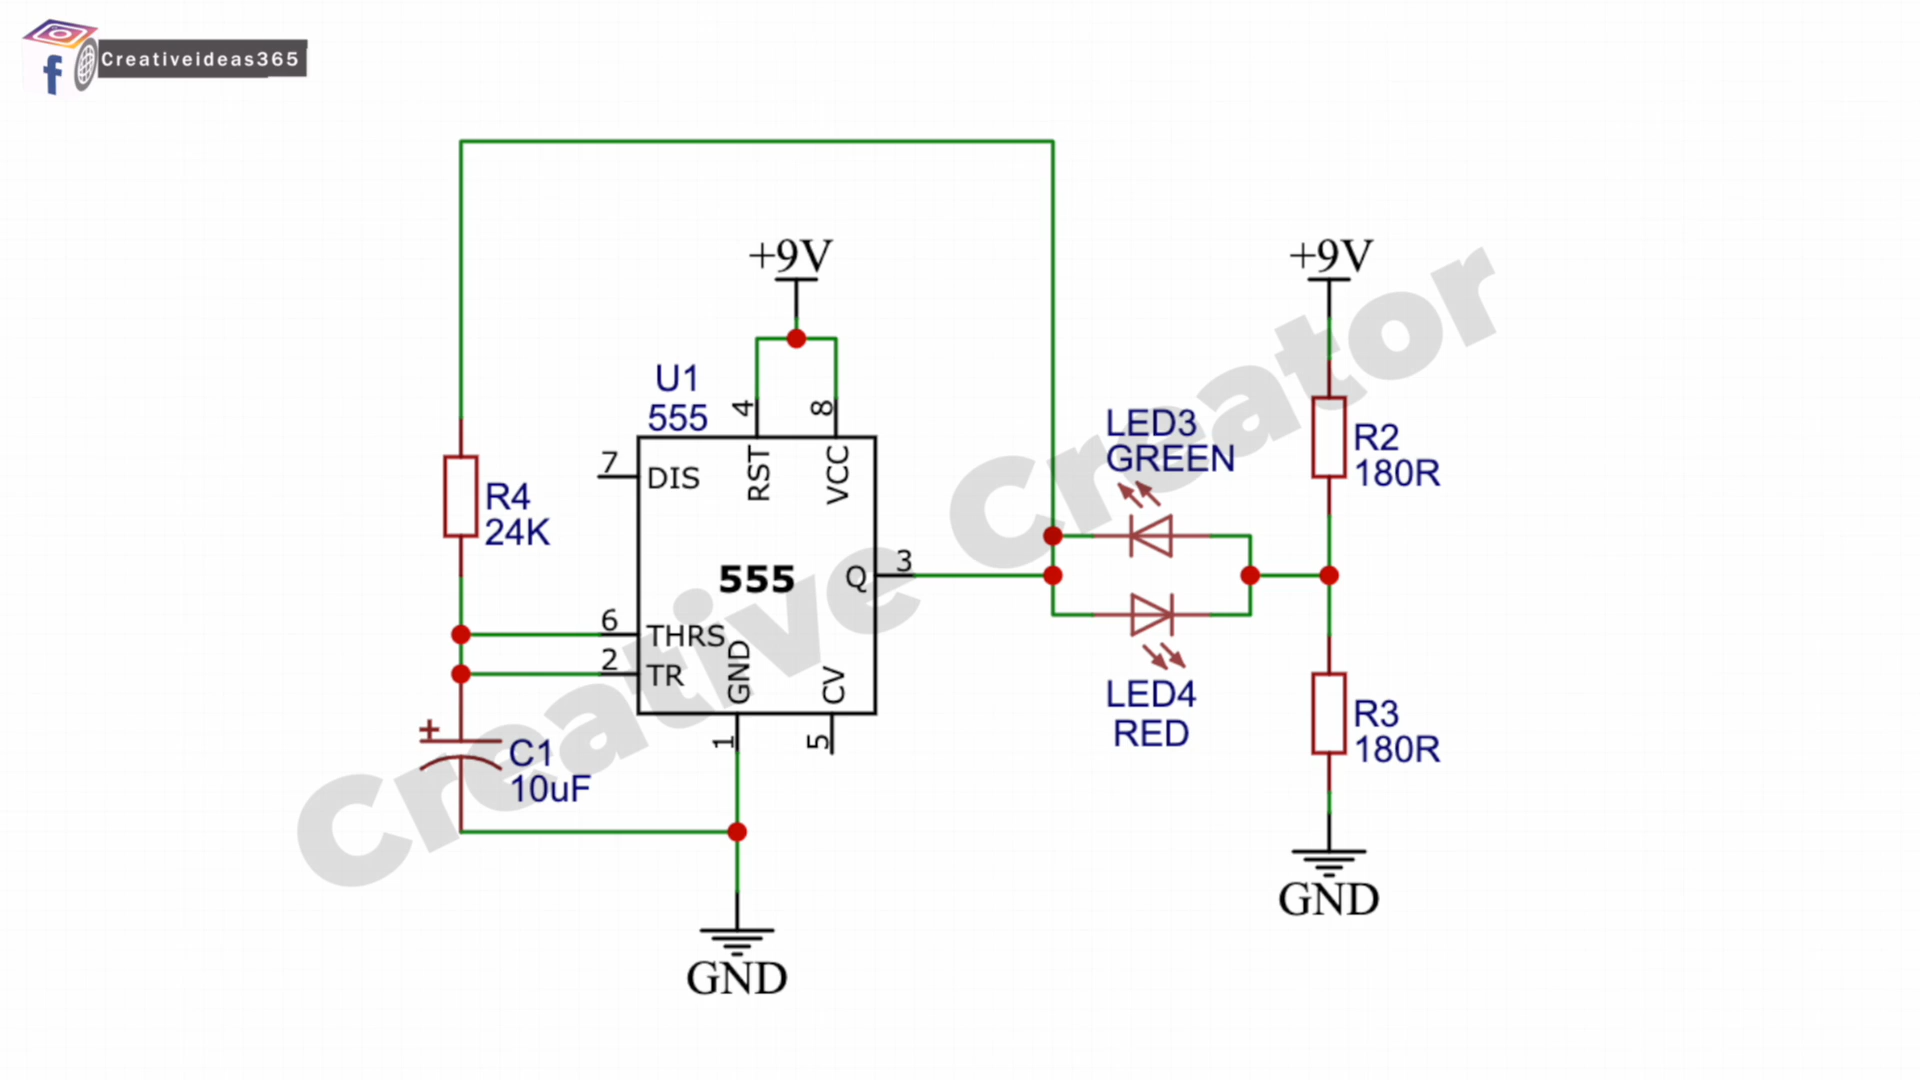 Creativeideas365
+9V
+9V
U1
555
4
8
7
DIS
RST
VCC
LED3
GREEN
R2
180R
R4
24K
555
Q
3
6
THRS
2
TR
GND
CV
1
5
LED4
RED
R3
180R
+
C1
10uF
GND
GND
Creative Creator